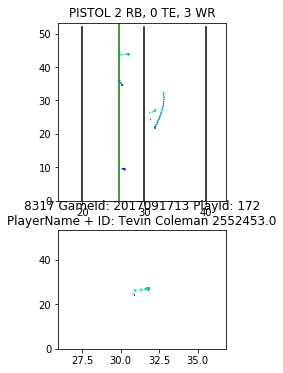 PISTOL 2 RB, 0 TE, 3 WR
50
40
30
20
10
0
20 30 40
8317 GameId: 2017091713 PlayId: 172
PlayerName + ID: Tevin Coleman 2552453.0
40
20
0
27.5 30.0 32.5 35.0